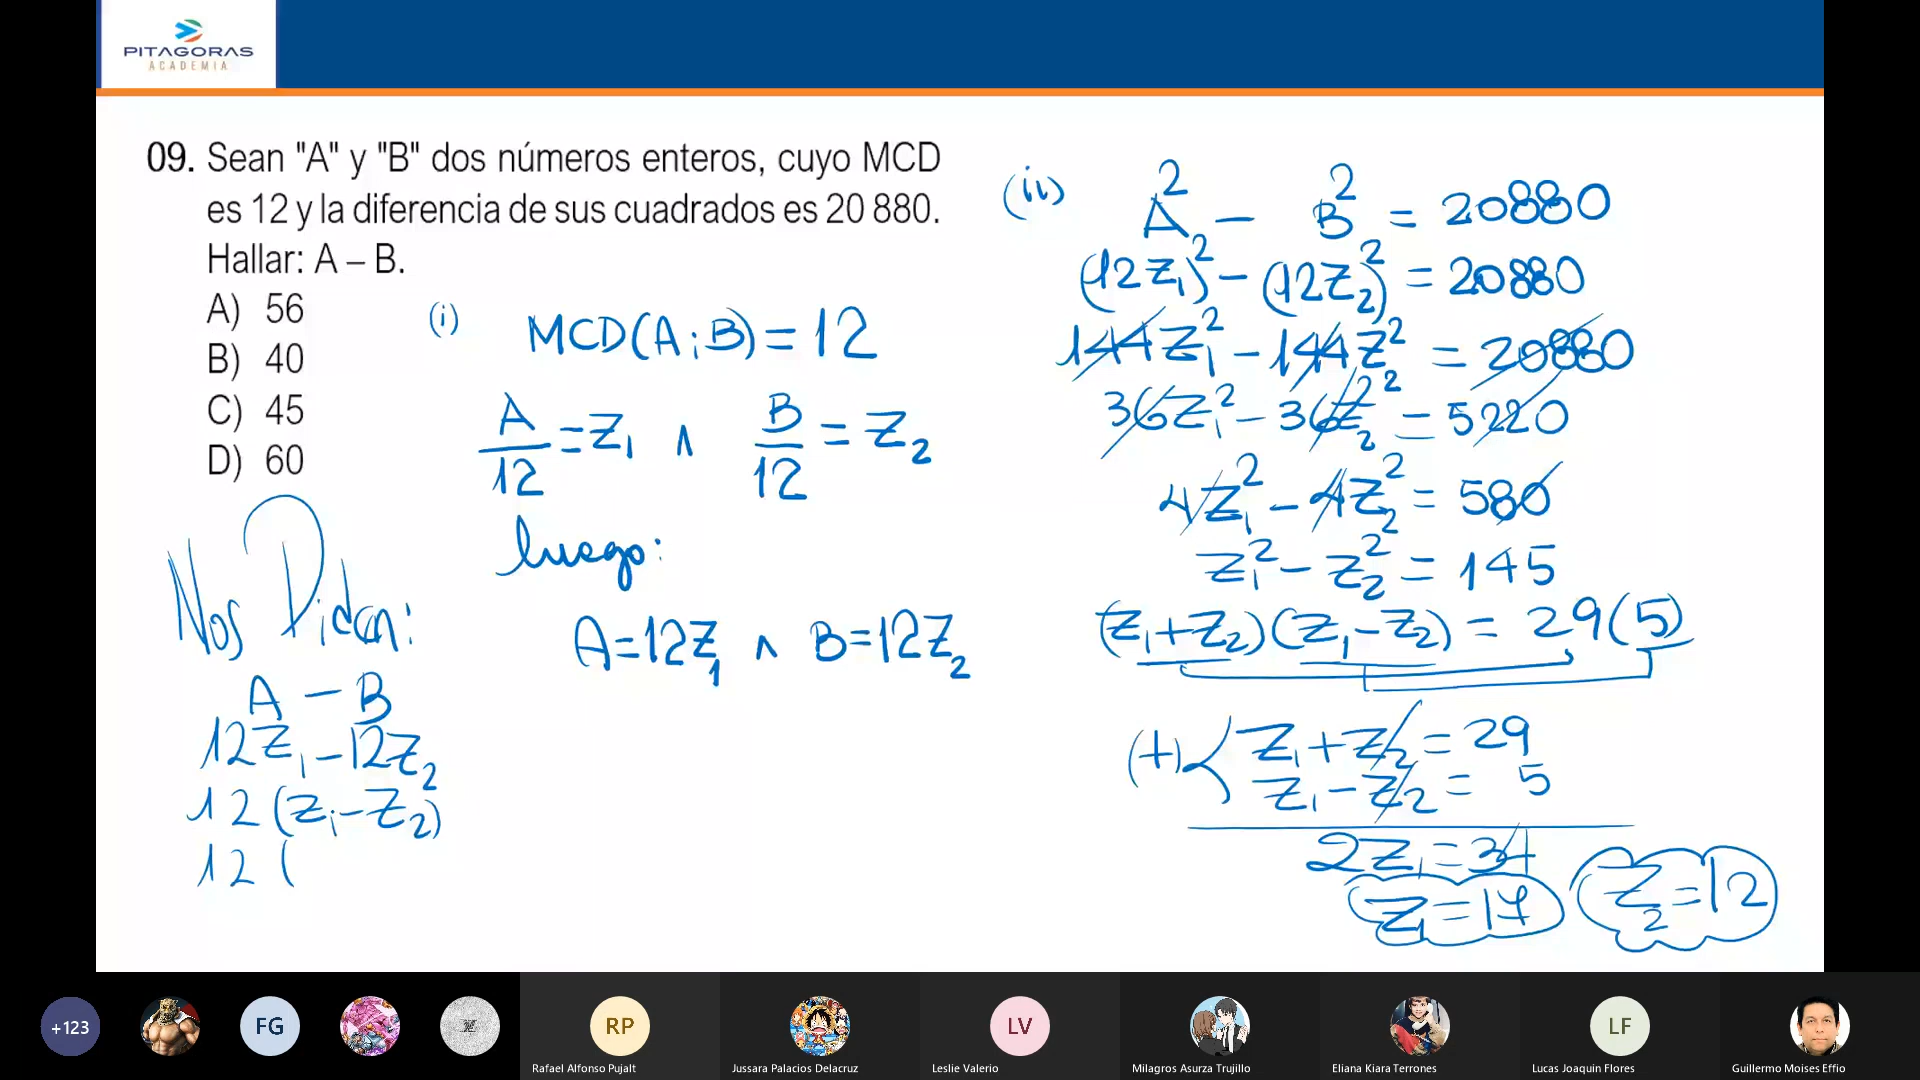 PITAGORAS
ACADEMIA
09. Sean "A" y "B" dos números enteros, cuyo MCD
es 12 y la diferencia de sus cuadrados es 20 880.
Hallar: A – B.
A) 56
B) 40
C) 45
D) 60
(i) MCD(A;B)=12
A/12 = Z₁ ∧ B/12 = Z₂
luego:
A=12Z₁ ∧ B=12Z₂
Nos Piden:
A – B
12Z₁ – 12Z₂
12(Z₁–Z₂)
12(
(ii) A² – B² = 20880
(12Z₁)² – (12Z₂)² = 20880
144Z₁² – 144Z₂² = 20880
36Z₁² – 36Z₂² = 5220
4Z₁² – 4Z₂² = 580
Z₁² – Z₂² = 145
(Z₁+Z₂)(Z₁–Z₂) = 29(5)
(+) Z₁+Z₂ = 29
Z₁–Z₂ = 5
2Z₁=34
Z₁=17 Z₂=12
+123
FG
RP
LV
LF
Rafael Alfonso Pujalt
Jussara Palacios Delacruz
Leslie Valerio
Milagros Asurza Trujillo
Eliana Kiara Terrones
Lucas Joaquin Flores
Guillermo Moises Effio